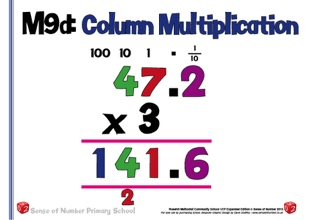 M9d: Column Multiplication
100 10 1 . 1/10
47.2
x 3
141.6
2
Sense of Number Primary School